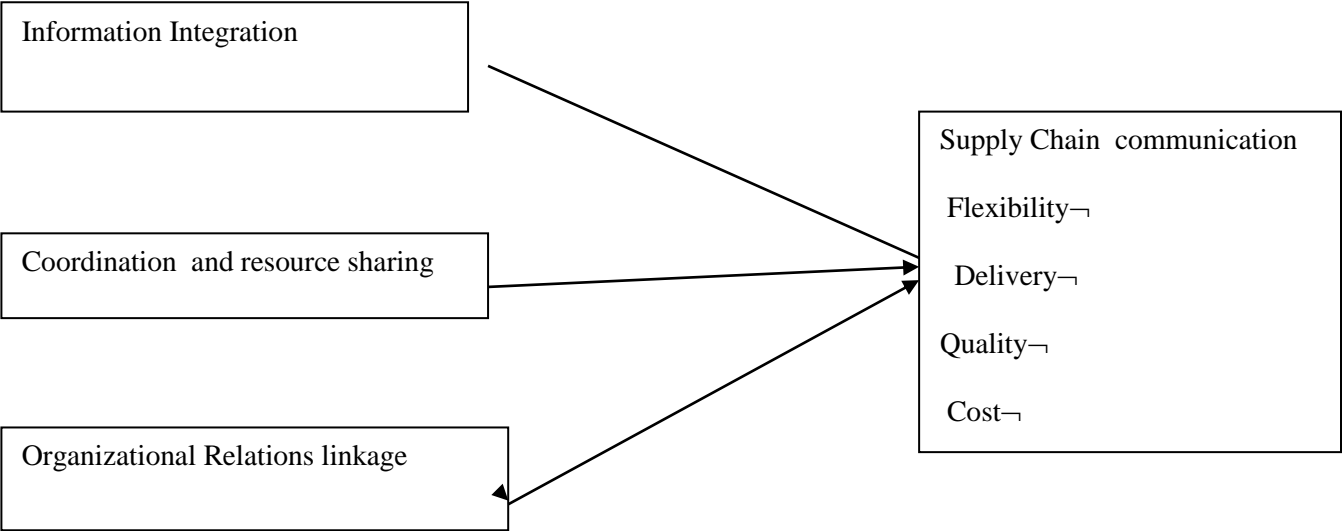 Information Integration
Supply Chain  communication
Flexibility¬
Delivery¬
Coordination  and resource sharing
Quality¬
Cost¬
Organizational Relations linkage